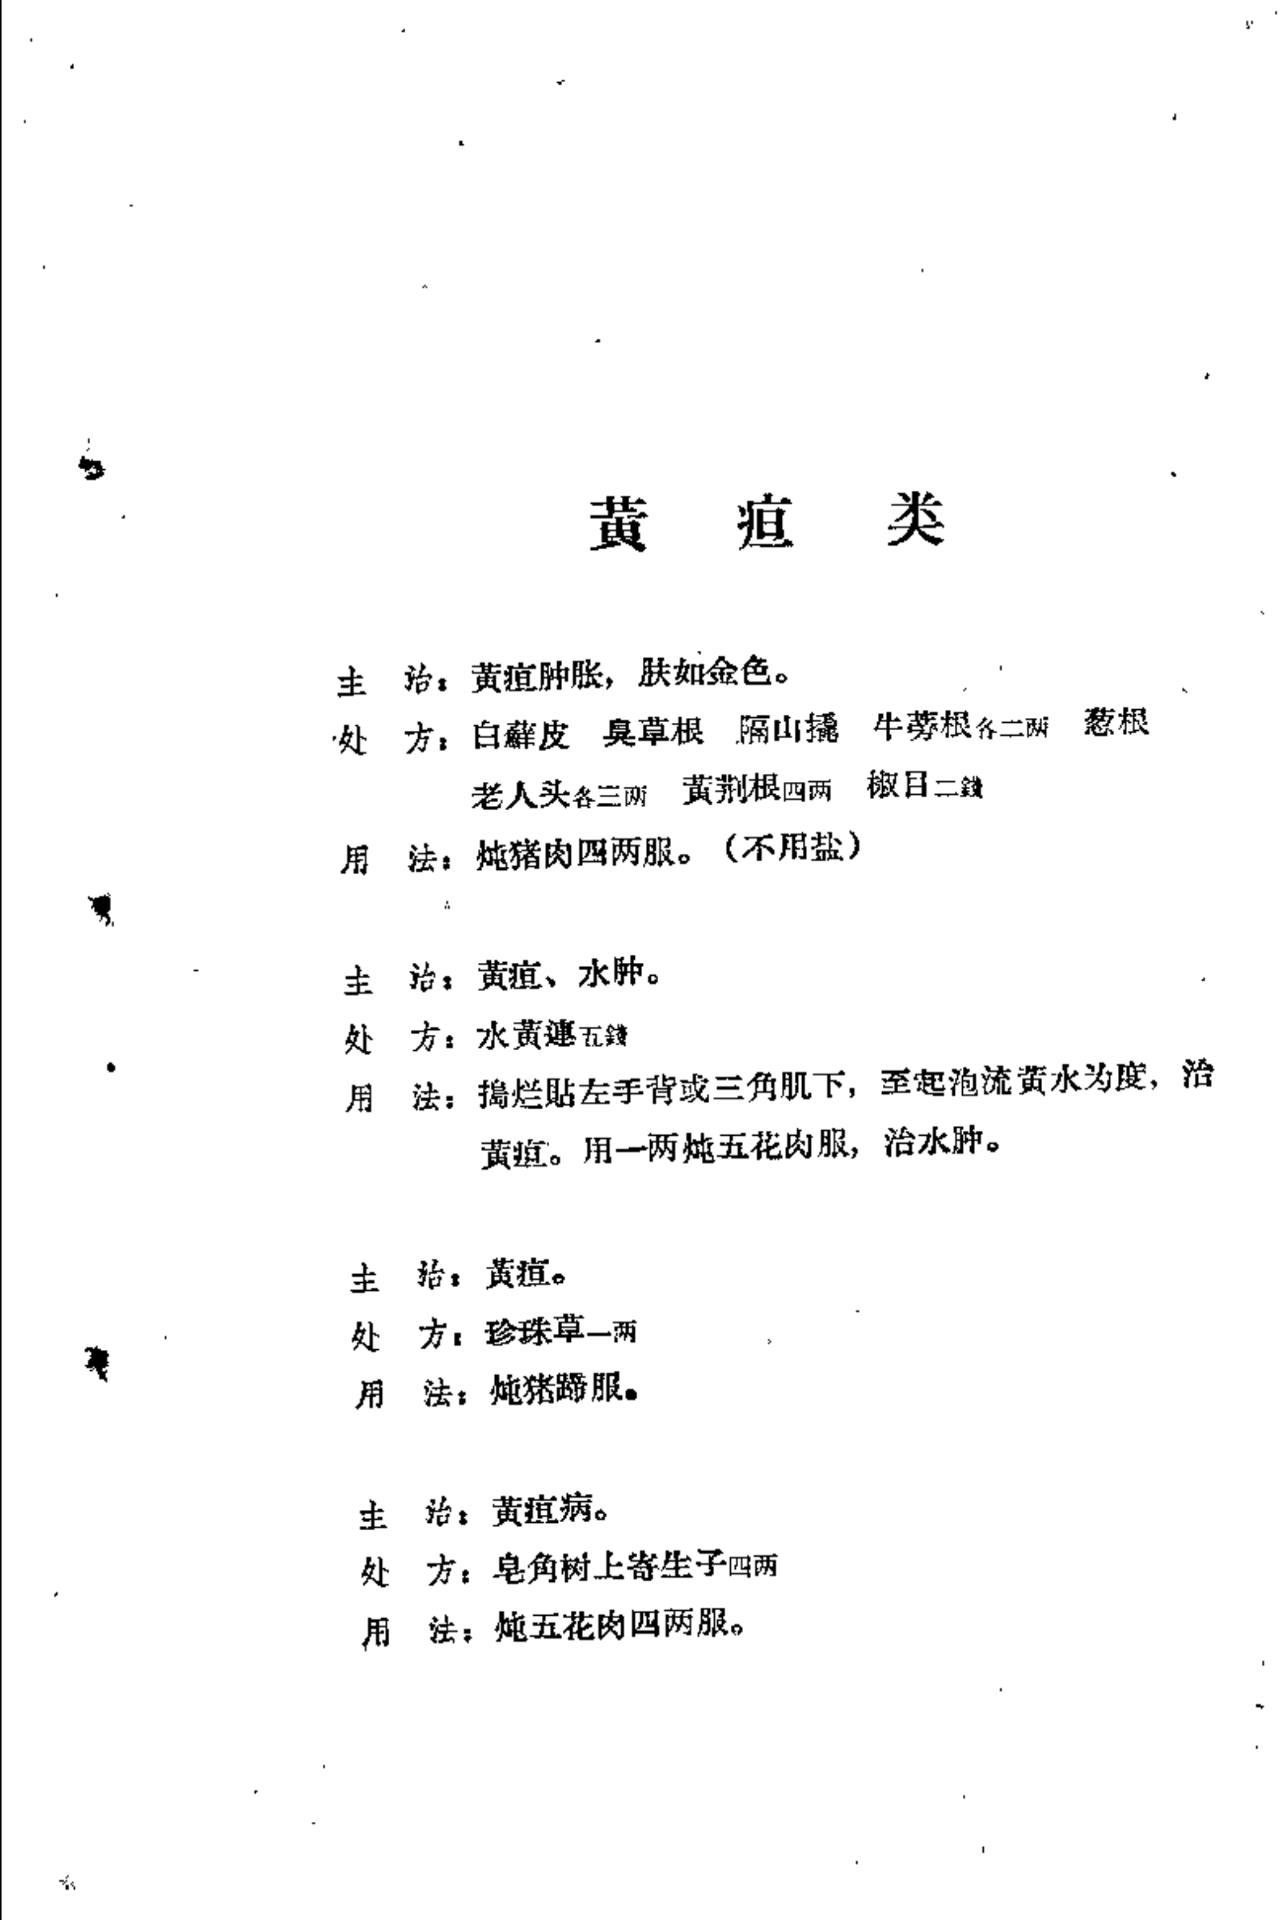 黃疸类
主　治：黃疸肿胀，肤如金色。
处　方：白蘚皮　臭草根　隔山撬　牛蒡根各二两　葱根
老人头各三两　黃荆根四两　椒目二錢
用　法：炖猪肉四两服。（不用盐）
主　治：黃疸、水肿。
处　方：水黃連五錢
用　法：搗烂貼左手背或三角肌下，至起泡流黃水为度，治
黃疸。用一两炖五花肉服，治水肿。
主　治：黃疸。
处　方：珍珠草一两
用　法：炖猪蹄服。
主　治：黃疸病。
处　方：皂角树上寄生子四两
用　法：炖五花肉四两服。